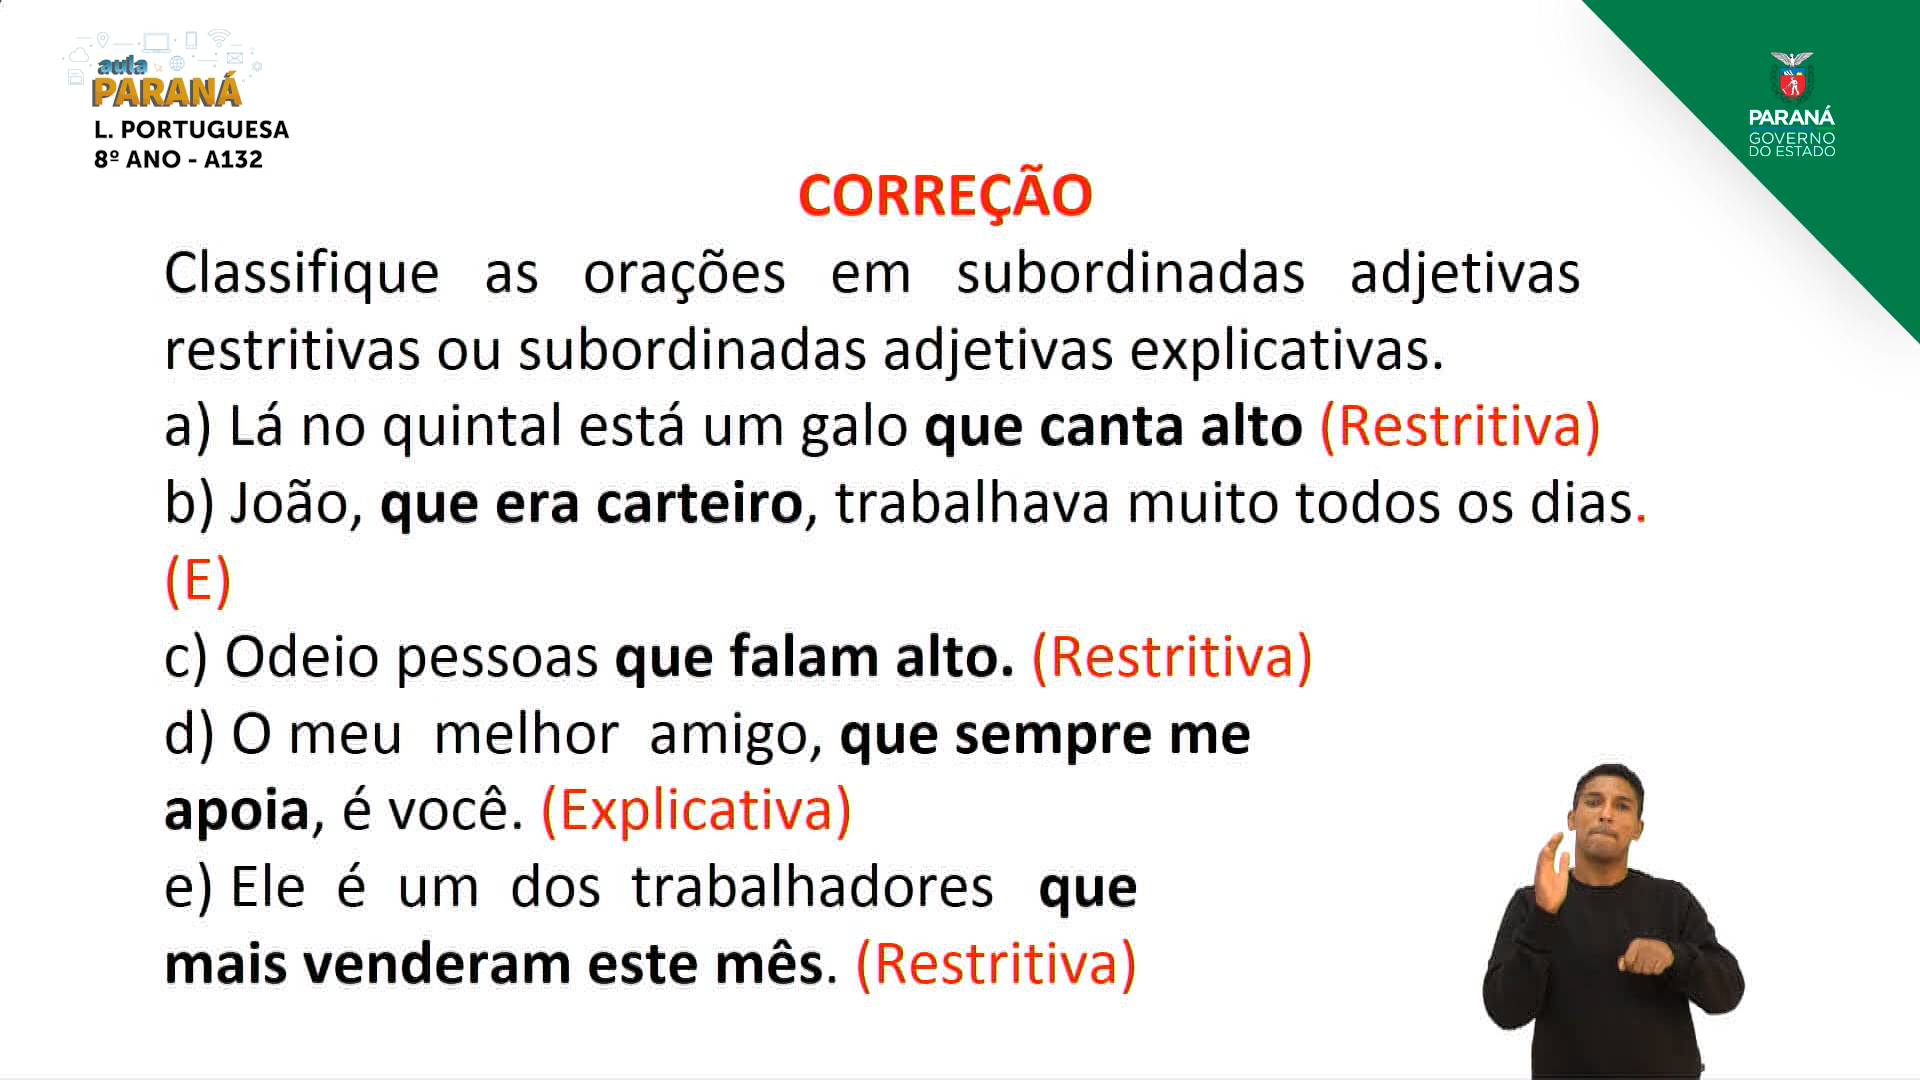 aula
PARANÁ
L. PORTUGUESA
8º ANO - A132
PARANÁ
GOVERNO
DO ESTADO
CORREÇÃO
Classifique as orações em subordinadas adjetivas
restritivas ou subordinadas adjetivas explicativas.
a) Lá no quintal está um galo que canta alto (Restritiva)
b) João, que era carteiro, trabalhava muito todos os dias.
(E)
c) Odeio pessoas que falam alto. (Restritiva)
d) O meu melhor amigo, que sempre me
apoia, é você. (Explicativa)
e) Ele é um dos trabalhadores que
mais venderam este mês. (Restritiva)